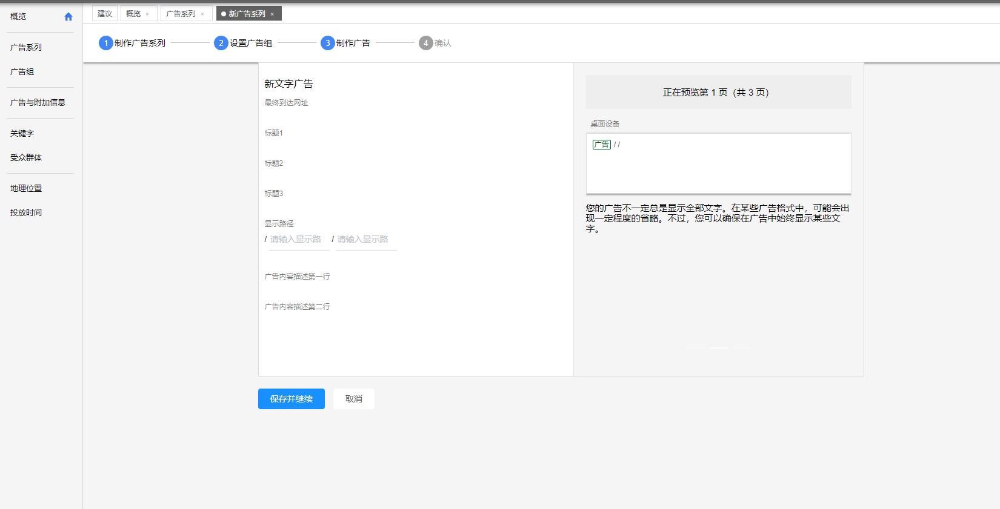 概览
广告系列
广告组
广告与附加信息
关键字
受众群体
地理位置
投放时间
建议 概览 × 广告系列 × 新广告系列 ×
1 制作广告系列 2 设置广告组 3 制作广告 4 确认
新文字广告
最终到达网址
标题1
标题2
标题3
显示路径
/ 请输入显示路 / 请输入显示路
广告内容描述第一行
广告内容描述第二行
正在预览第 1 页（共 3 页）
桌面设备
广告 / /
您的广告不一定总是显示全部文字。在某些广告格式中，可能会出
现一定程度的省略。不过，您可以确保在广告中始终显示某些文
字。
保存并继续 取消